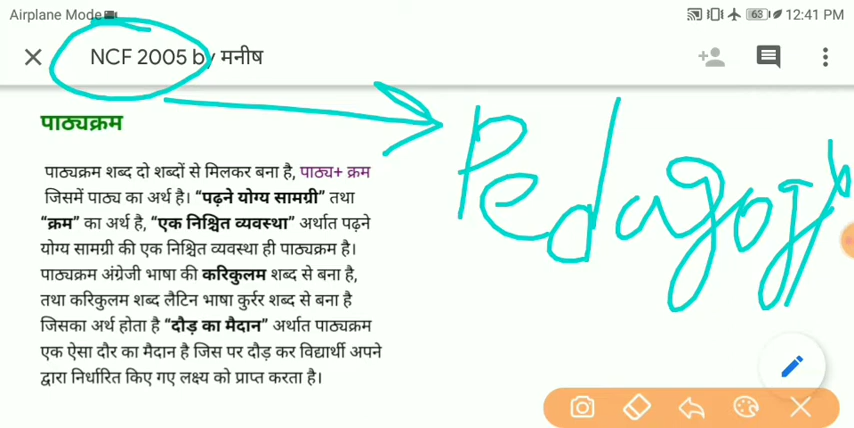 Airplane Mode 63 12:41 PM
NCF 2005 by मनीष
Pedagogy
पाठ्यक्रम
पाठ्यक्रम शब्द दो शब्दों से मिलकर बना है, पाठ्य+ क्रम
जिसमें पाठ्य का अर्थ है। “पढ़ने योग्य सामग्री” तथा
“क्रम” का अर्थ है, “एक निश्चित व्यवस्था” अर्थात पढ़ने
योग्य सामग्री की एक निश्चित व्यवस्था ही पाठ्यक्रम है।
पाठ्यक्रम अंग्रेजी भाषा की करिकुलम शब्द से बना है,
तथा करिकुलम शब्द लैटिन भाषा कुर्रर शब्द से बना है
जिसका अर्थ होता है “दौड़ का मैदान” अर्थात पाठ्यक्रम
एक ऐसा दौर का मैदान है जिस पर दौड़ कर विद्यार्थी अपने
द्वारा निर्धारित किए गए लक्ष्य को प्राप्त करता है।